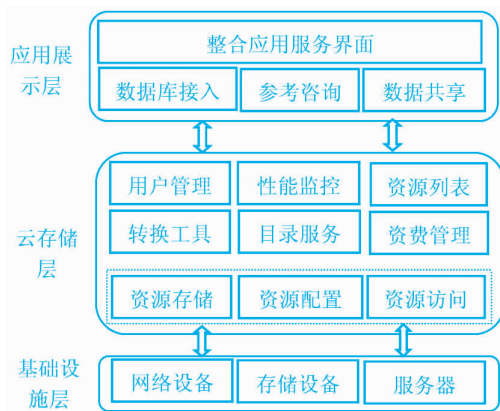 应用展示层
整合应用服务界面
数据库接入 参考咨询 数据共享
云存储层
用户管理 性能监控 资源列表
转换工具 目录服务 资费管理
资源存储 资源配置 资源访问
基础设施层
网络设备 存储设备 服务器